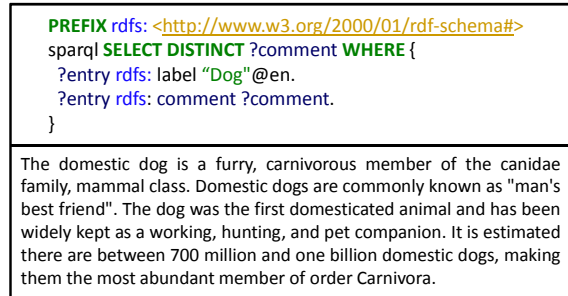 PREFIX rdfs: <http://www.w3.org/2000/01/rdf-schema#>
sparql SELECT DISTINCT ?comment WHERE {
?entry rdfs: label “Dog"@en.
?entry rdfs: comment ?comment.
}
The domestic dog is a furry, carnivorous member of the canidae
family, mammal class. Domestic dogs are commonly known as "man's
best friend". The dog was the first domesticated animal and has been
widely kept as a working, hunting, and pet companion. It is estimated
there are between 700 million and one billion domestic dogs, making
them the most abundant member of order Carnivora.